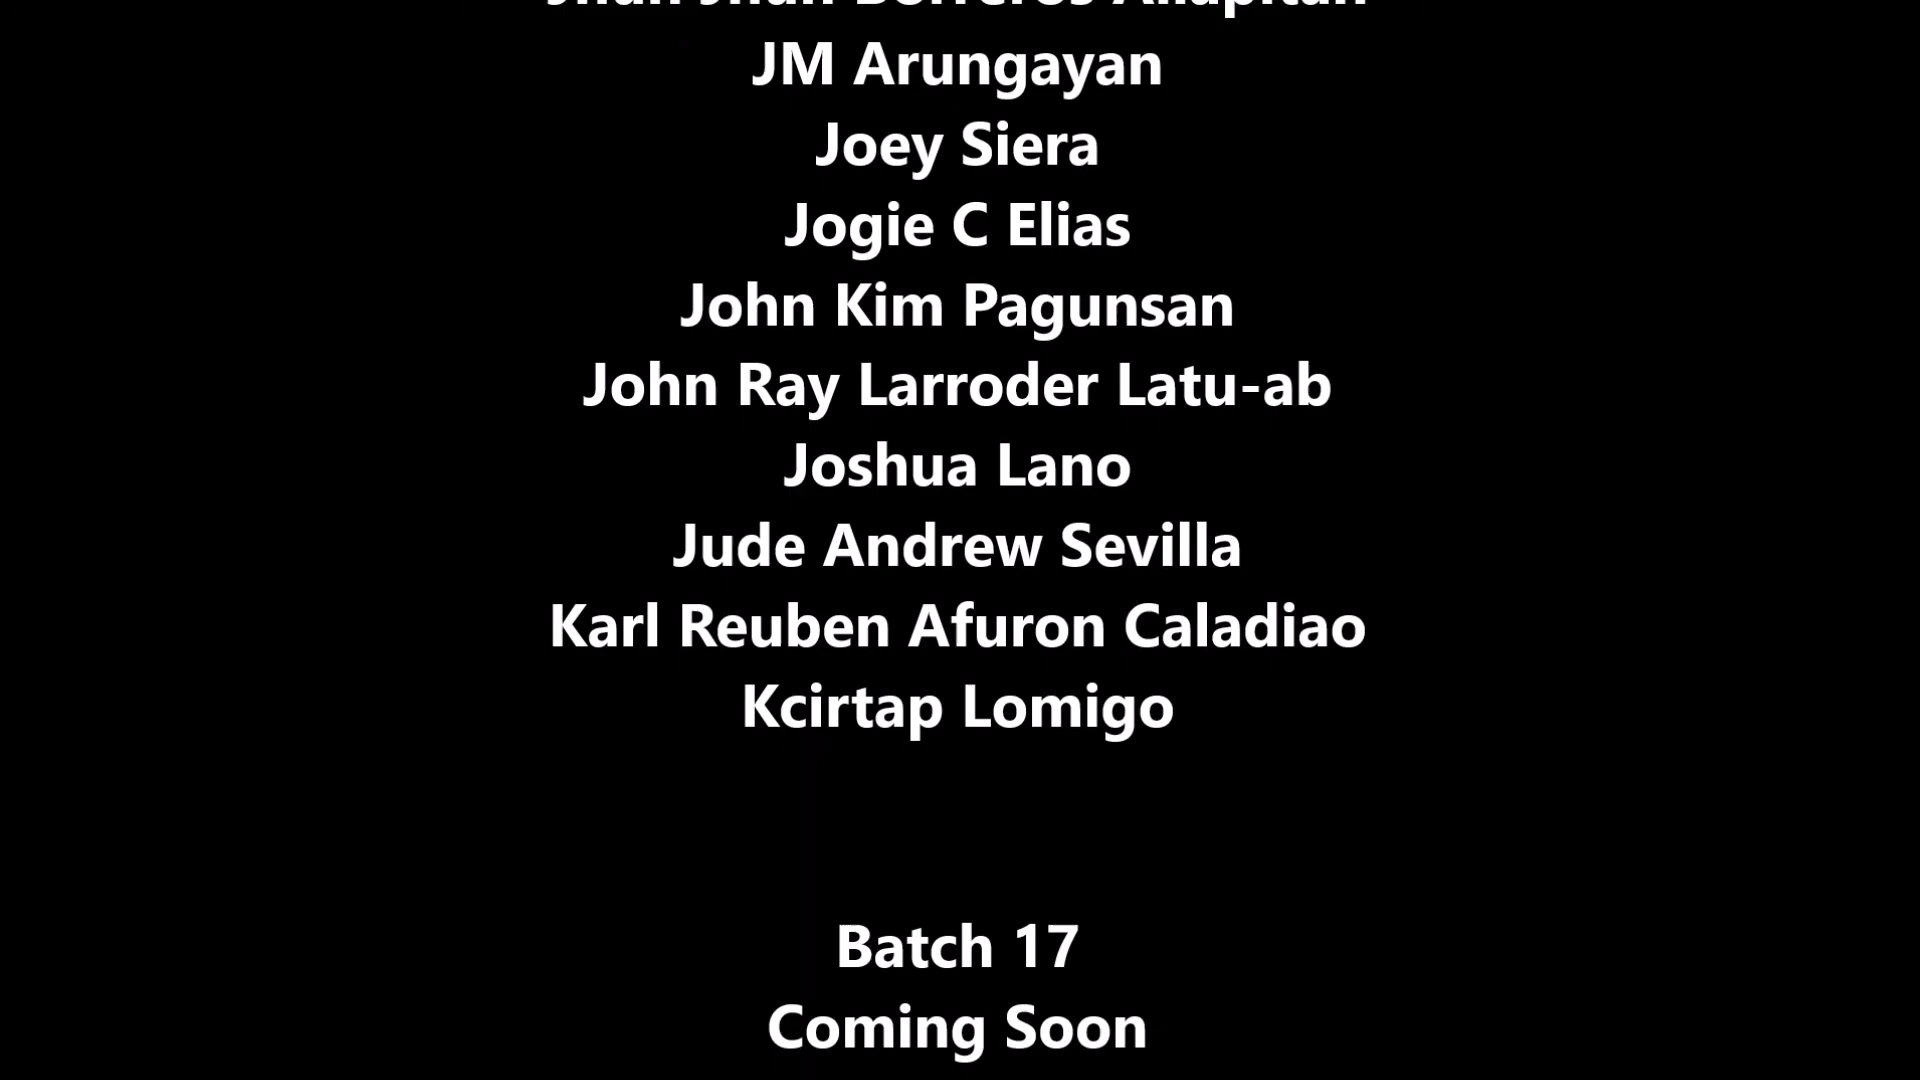 JM Arungayan
Joey Siera
Jogie C Elias
John Kim Pagunsan
John Ray Larroder Latu-ab
Joshua Lano
Jude Andrew Sevilla
Karl Reuben Afuron Caladiao
Kcirtap Lomigo
Batch 17
Coming Soon